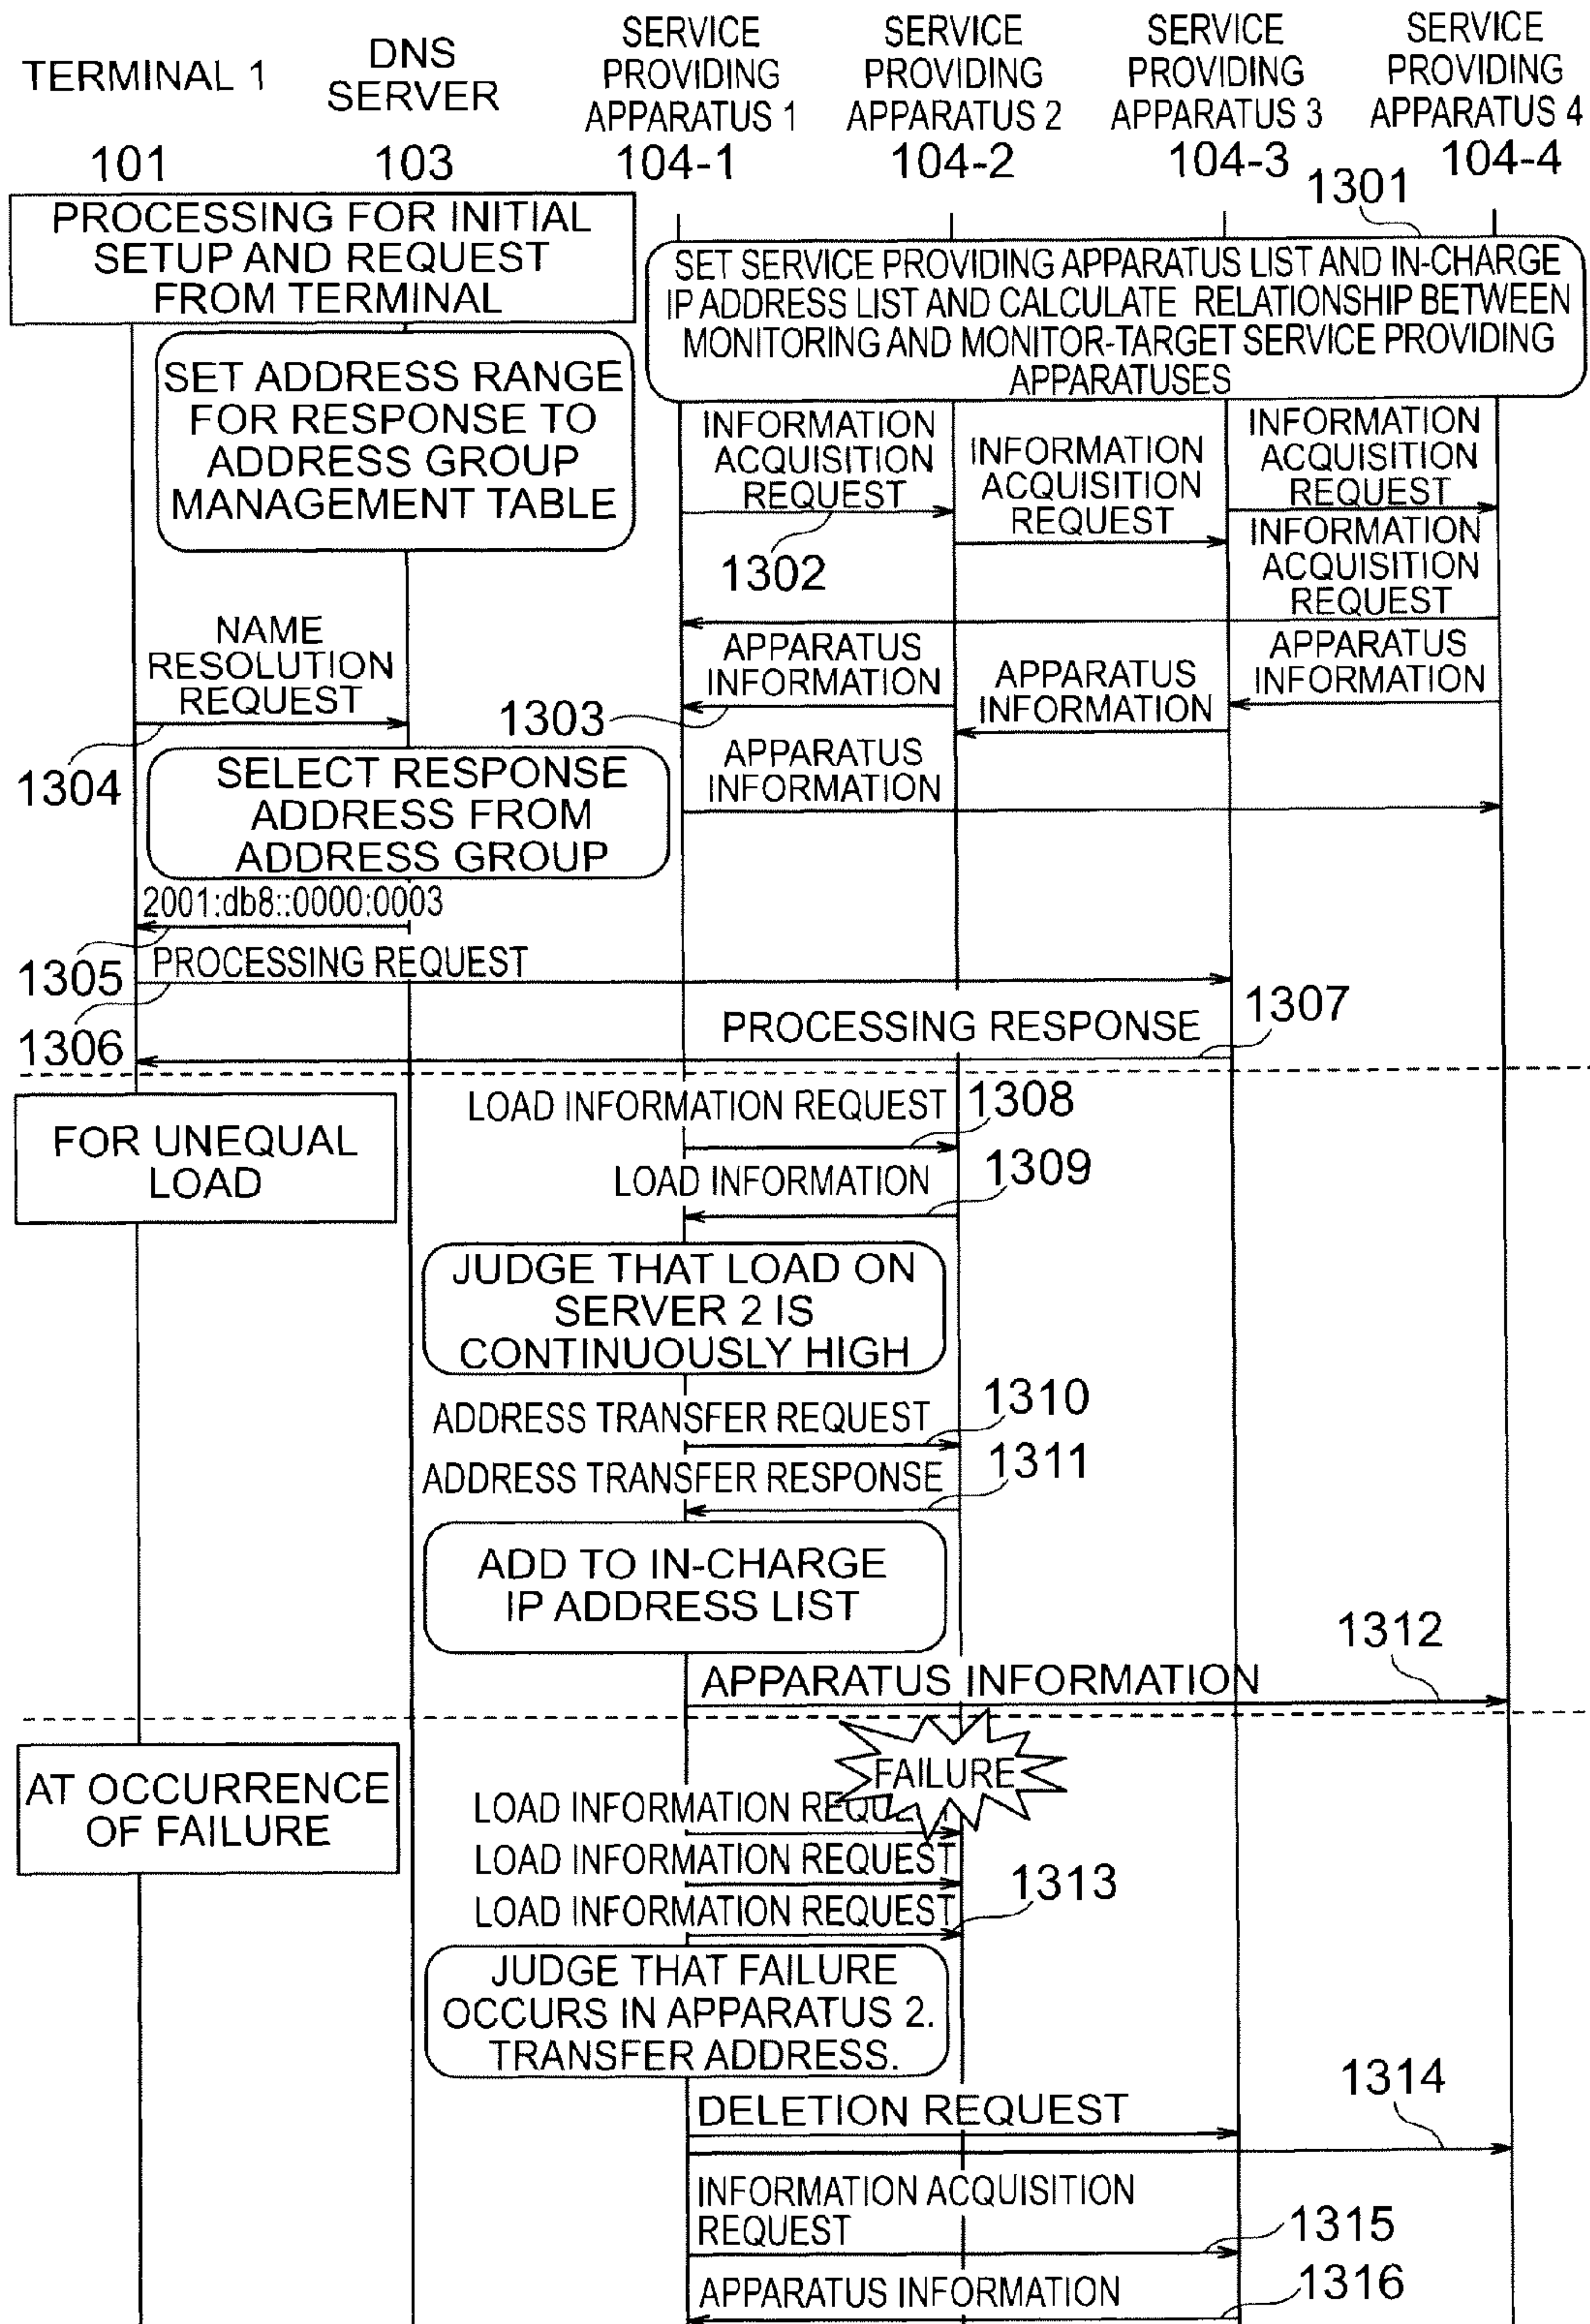 TERMINAL 1
101
DNS
SERVER
103
SERVICE
PROVIDING
APPARATUS 1
104-1
SERVICE
PROVIDING
APPARATUS 2
104-2
SERVICE
PROVIDING
APPARATUS 3
104-3
SERVICE
PROVIDING
APPARATUS 4
104-4
1301
PROCESSING FOR INITIAL
SETUP AND REQUEST
FROM TERMINAL
SET SERVICE PROVIDING APPARATUS LIST AND IN-CHARGE
IP ADDRESS LIST AND CALCULATE RELATIONSHIP BETWEEN
MONITORING AND MONITOR-TARGET SERVICE PROVIDING
APPARATUSES
SET ADDRESS RANGE
FOR RESPONSE TO
ADDRESS GROUP
MANAGEMENT TABLE
INFORMATION
ACQUISITION
REQUEST
1302
INFORMATION
ACQUISITION
REQUEST
INFORMATION
ACQUISITION
REQUEST
INFORMATION
ACQUISITION
REQUEST
NAME
RESOLUTION
REQUEST
1304
APPARATUS
INFORMATION
1303
APPARATUS
INFORMATION
APPARATUS
INFORMATION
APPARATUS
INFORMATION
SELECT RESPONSE
ADDRESS FROM
ADDRESS GROUP
2001:db8::0000:0003
1305
PROCESSING REQUEST
1306
PROCESSING RESPONSE
1307
FOR UNEQUAL
LOAD
LOAD INFORMATION REQUEST
1308
LOAD INFORMATION
1309
JUDGE THAT LOAD ON
SERVER 2 IS
CONTINUOUSLY HIGH
ADDRESS TRANSFER REQUEST
1310
ADDRESS TRANSFER RESPONSE
1311
ADD TO IN-CHARGE
IP ADDRESS LIST
1312
APPARATUS INFORMATION
AT OCCURRENCE
OF FAILURE
FAILURE
LOAD INFORMATION REQUEST
LOAD INFORMATION REQUEST
LOAD INFORMATION REQUEST
1313
JUDGE THAT FAILURE
OCCURS IN APPARATUS 2.
TRANSFER ADDRESS.
DELETION REQUEST
1314
INFORMATION ACQUISITION
REQUEST
1315
APPARATUS INFORMATION
1316